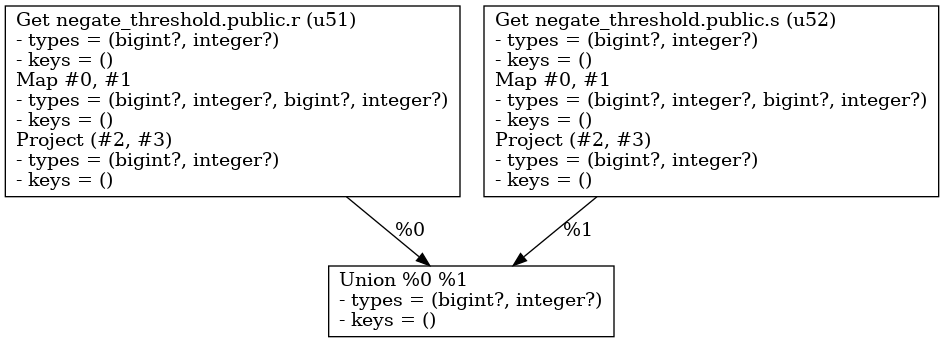 Get negate_threshold.public.r (u51)
- types = (bigint?, integer?)
- keys = ()
Map #0, #1
- types = (bigint?, integer?, bigint?, integer?)
- keys = ()
Project (#2, #3)
- types = (bigint?, integer?)
- keys = ()
Get negate_threshold.public.s (u52)
- types = (bigint?, integer?)
- keys = ()
Map #0, #1
- types = (bigint?, integer?, bigint?, integer?)
- keys = ()
Project (#2, #3)
- types = (bigint?, integer?)
- keys = ()
%0
%1
Union %0 %1
- types = (bigint?, integer?)
- keys = ()